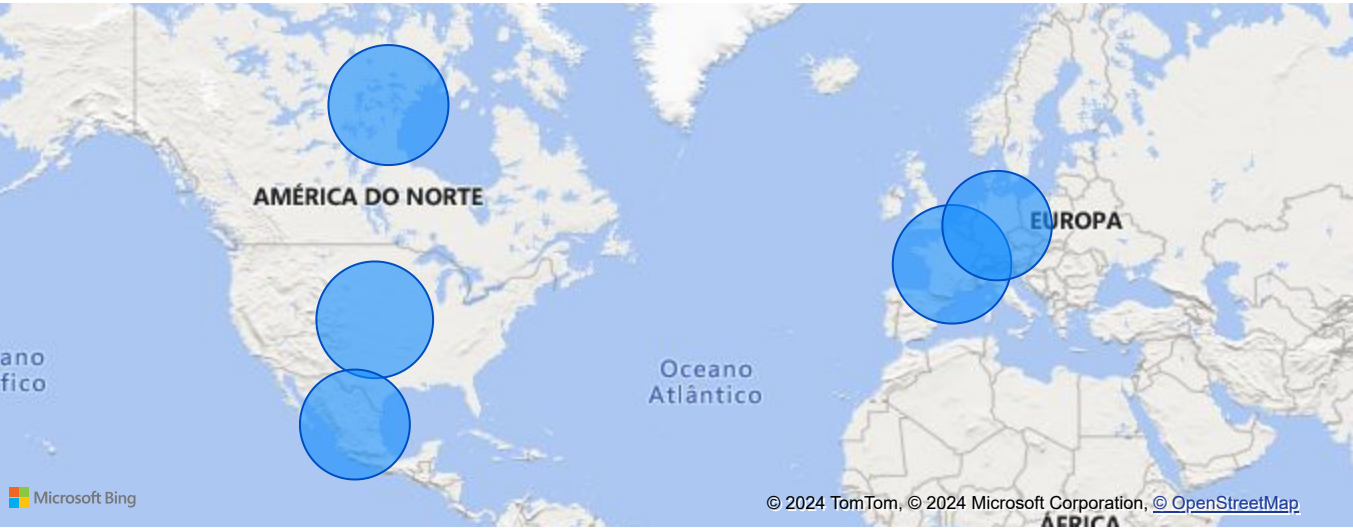 AMÉRICA DO NORTE
EUROPA
ano
fico
Oceano
Atlântico
Microsoft Bing
© 2024 TomTom, © 2024 Microsoft Corporation, © OpenStreetMap
ÁFRICA